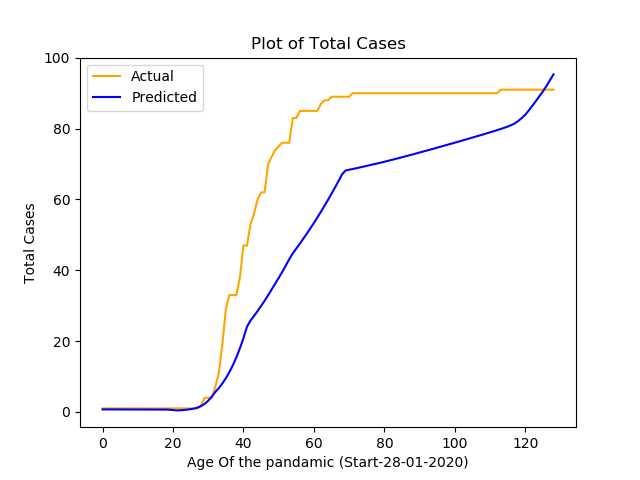 Plot of Total Cases
Actual
Predicted
100
80
60
40
20
0
Total Cases
0 20 40 60 80 100 120
Age Of the pandamic (Start-28-01-2020)